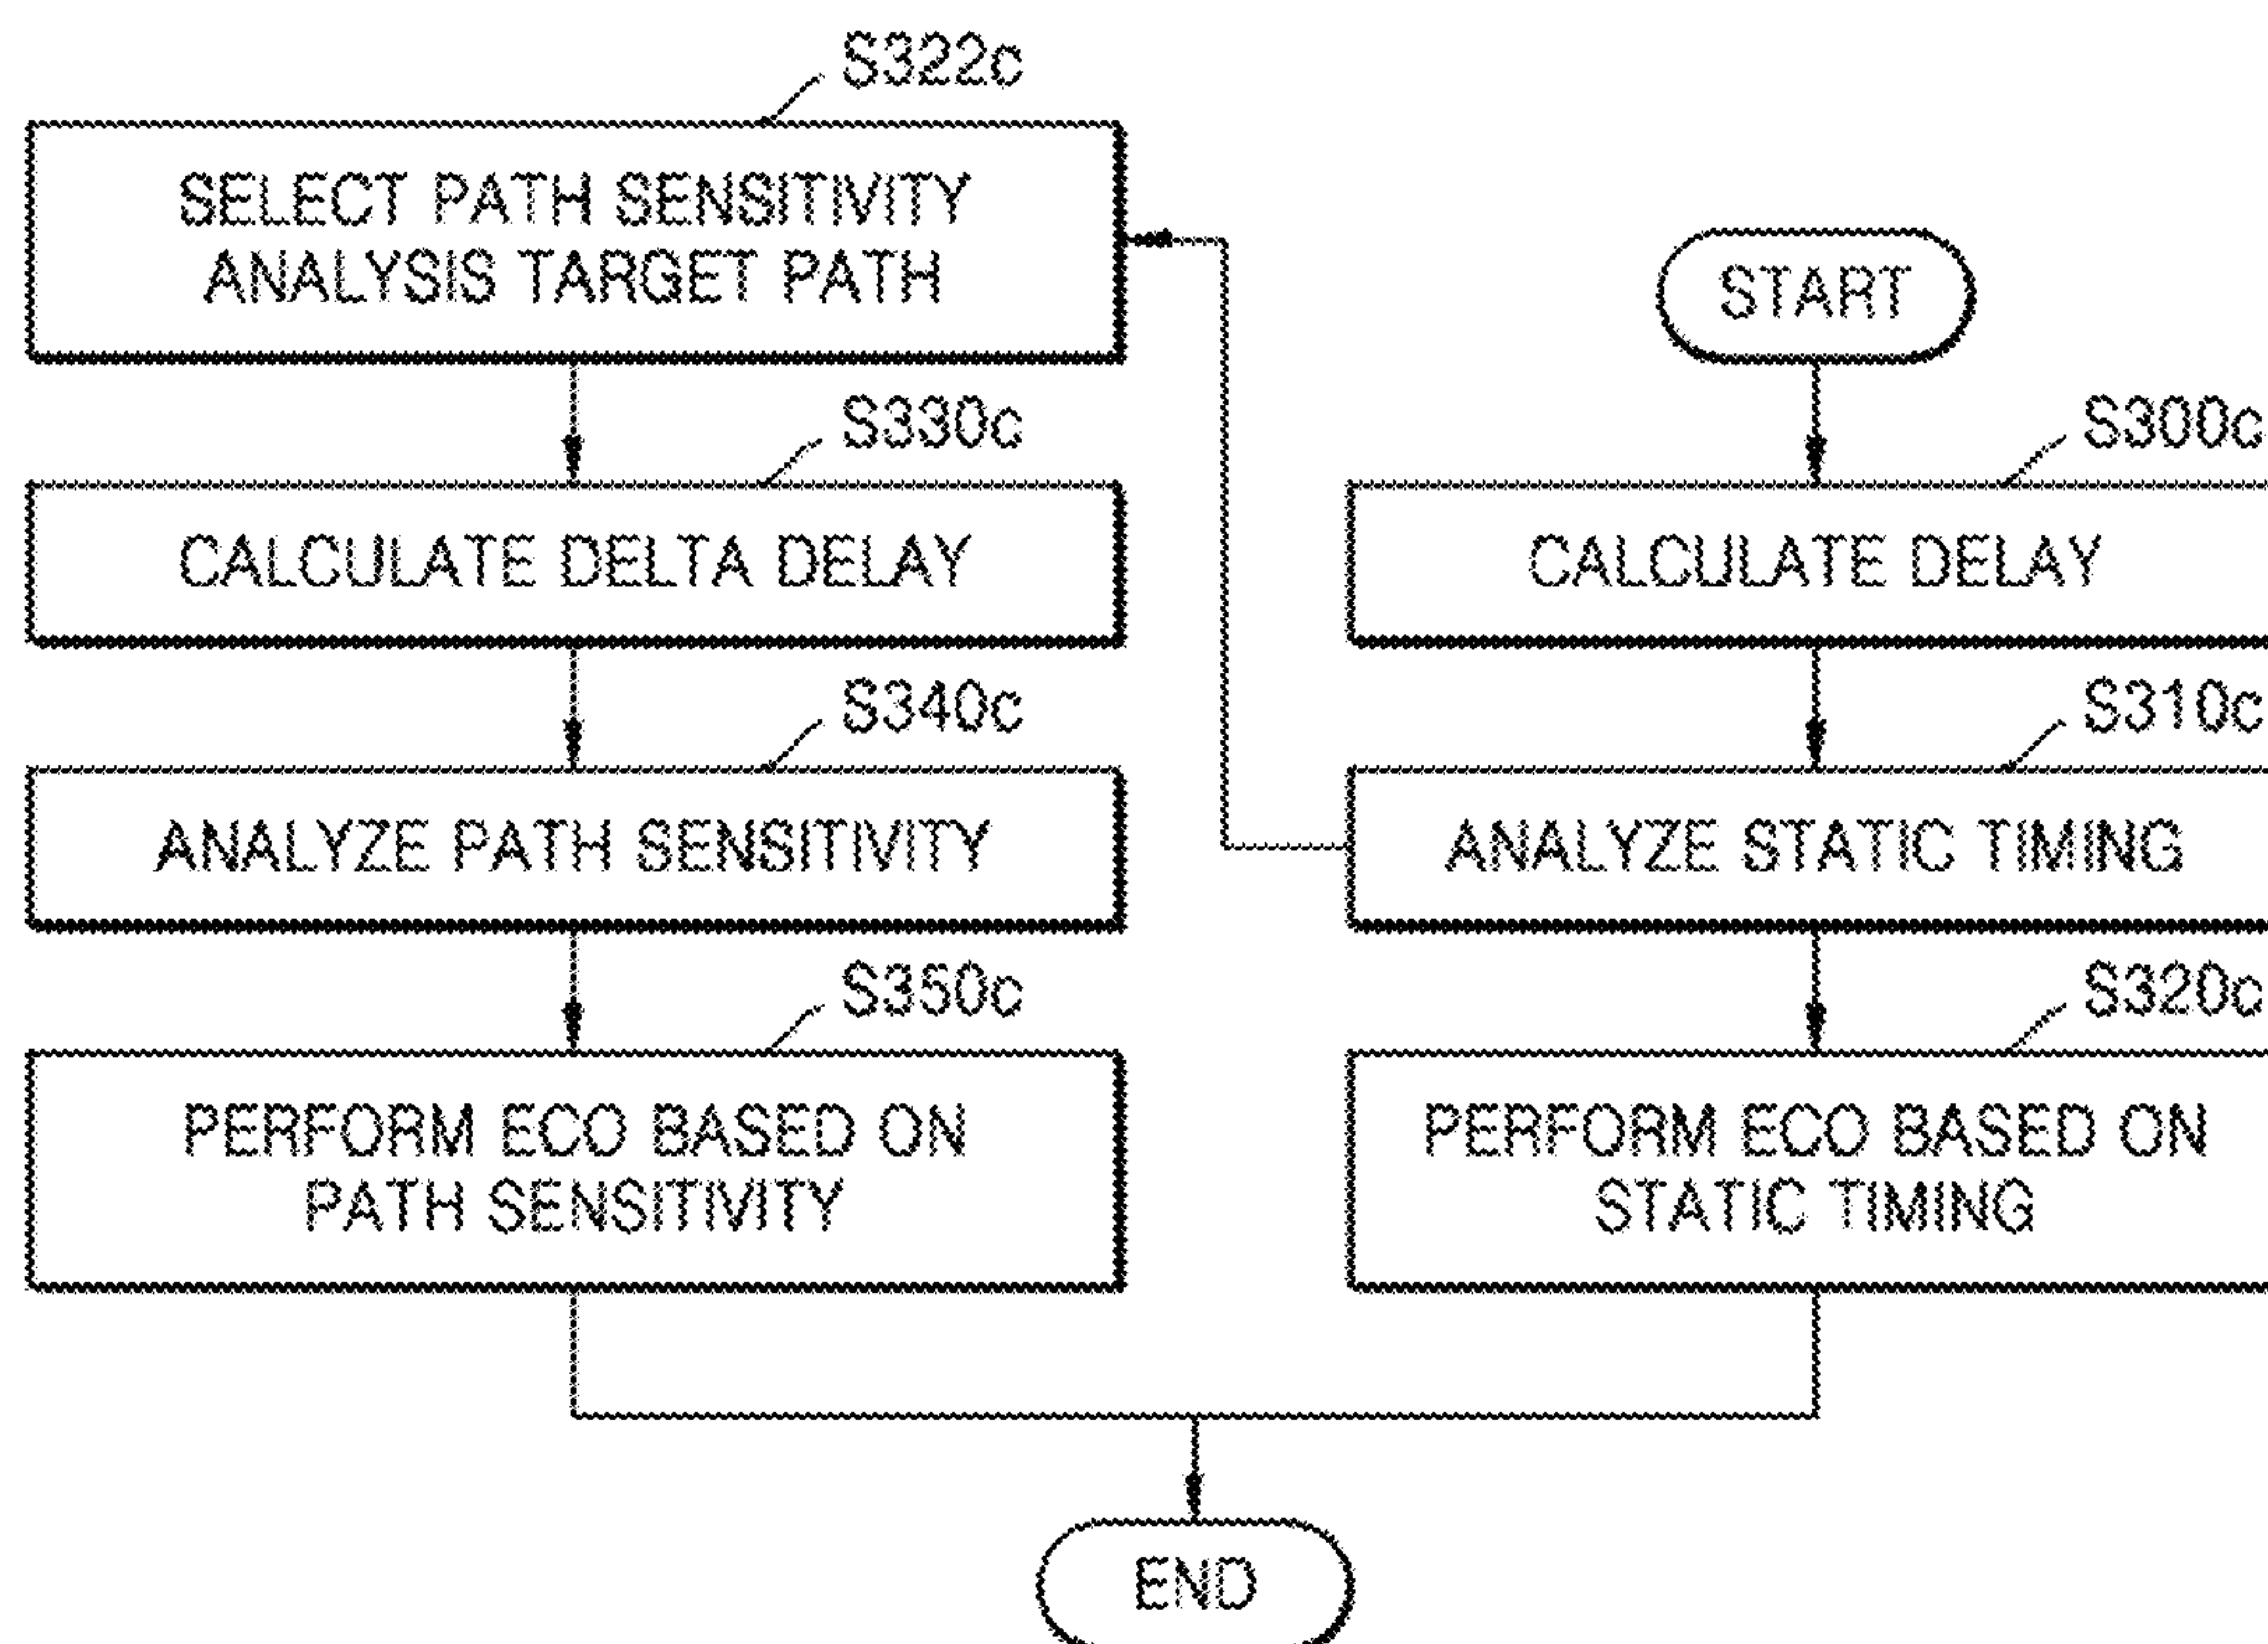 S322c
SELECT PATH SENSITIVITY
ANALYSIS TARGET PATH
S330c
CALCULATE DELTA DELAY
S340c
ANALYZE PATH SENSITIVITY
S350c
PERFORM ECO BASED ON
PATH SENSITIVITY
START
S300c
CALCULATE DELAY
S310c
ANALYZE STATIC TIMING
S320c
PERFORM ECO BASED ON
STATIC TIMING
END